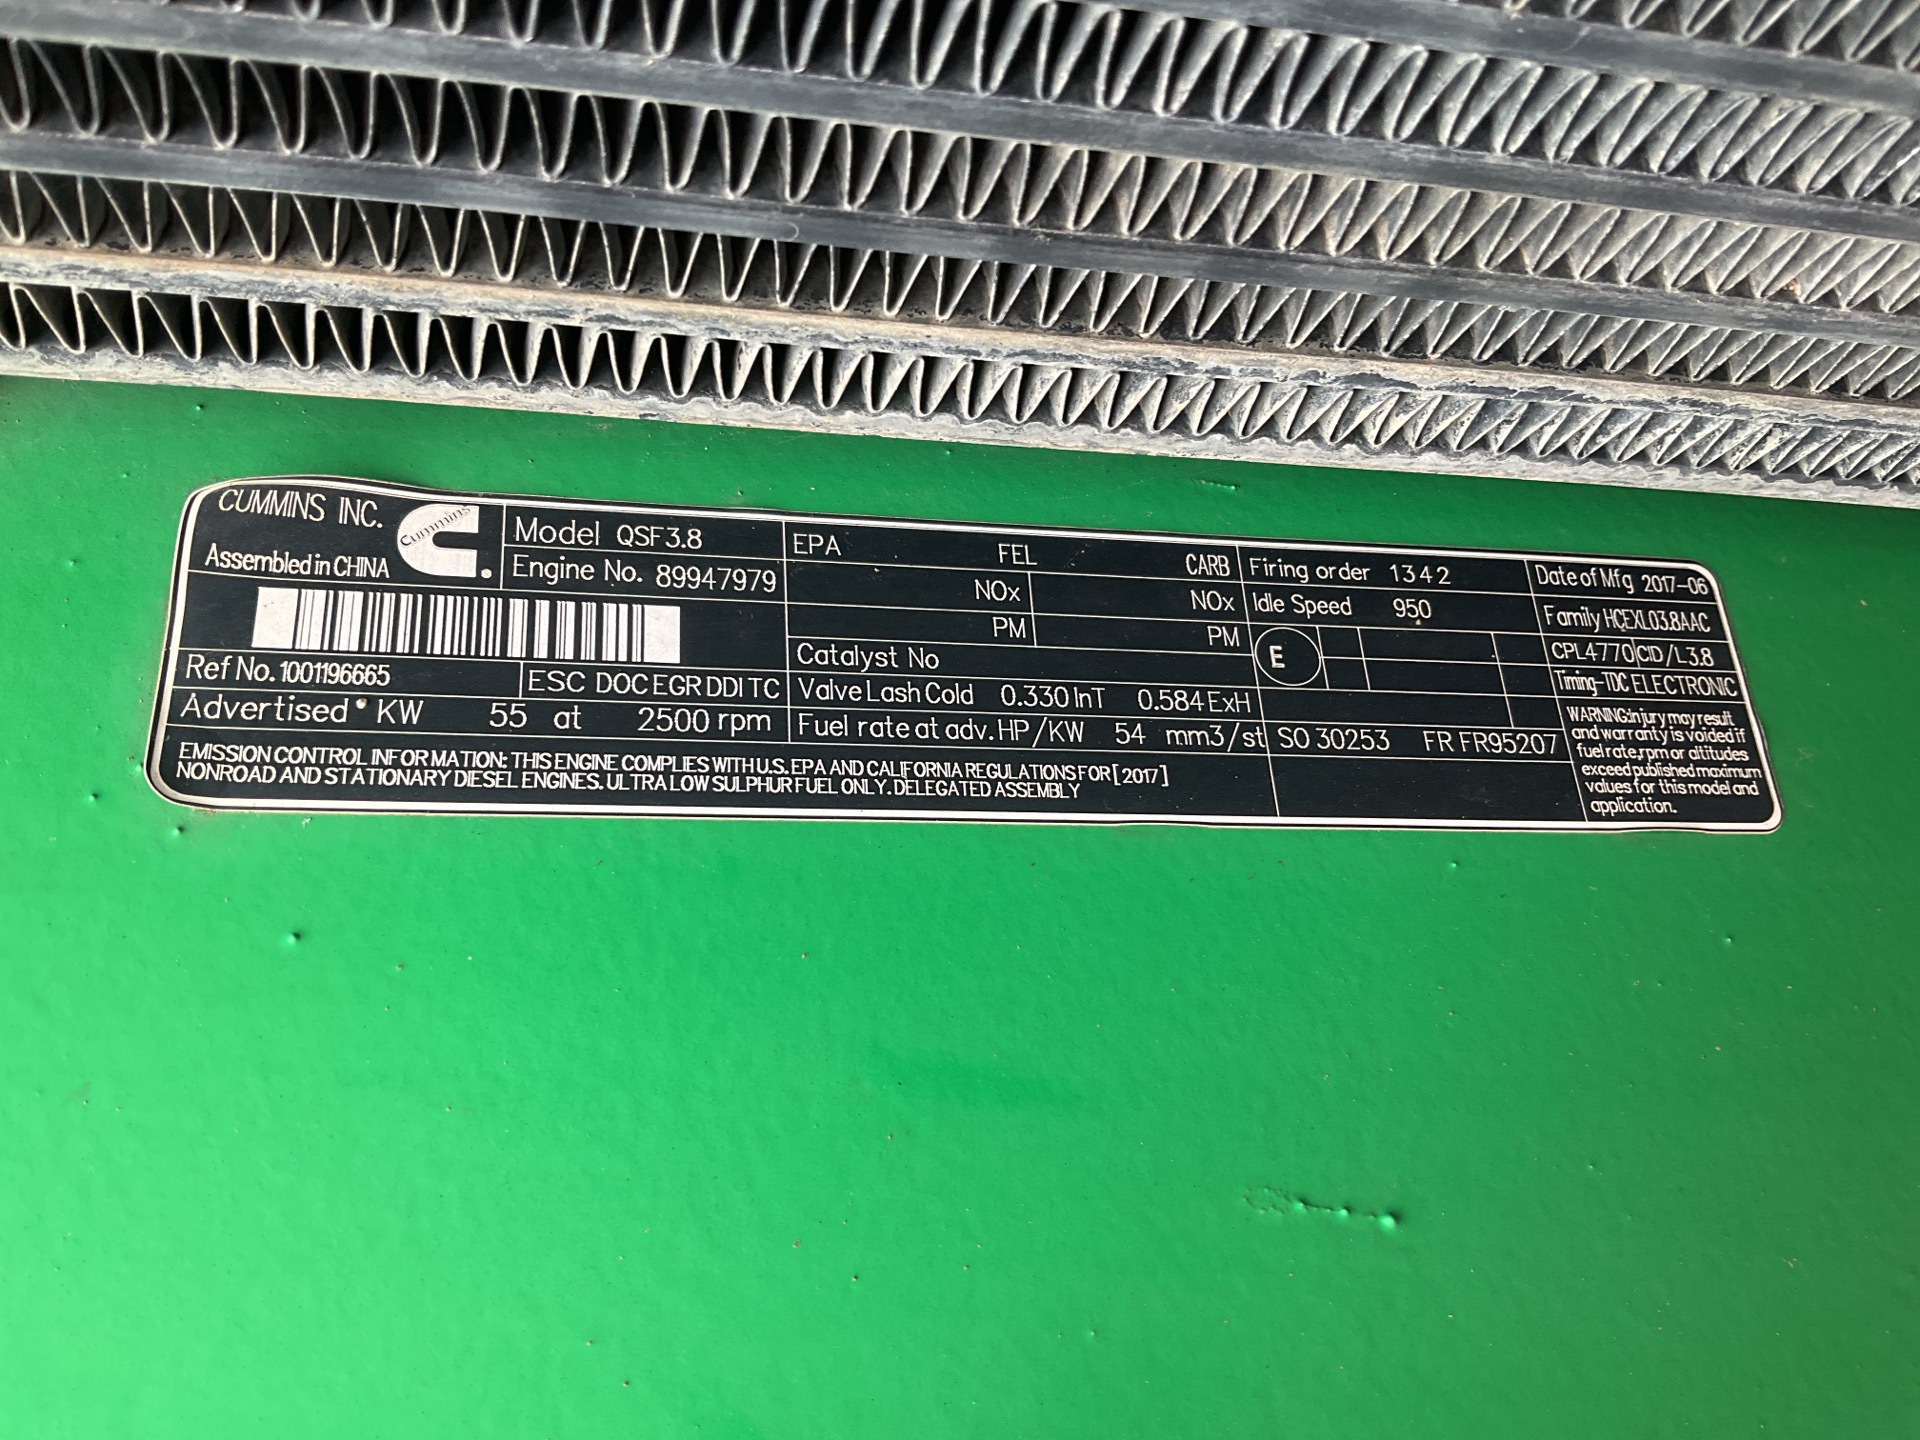 CUMMINS INC.
Assembled in CHINA
Cummins
Model QSF3.8
Engine No. 89947979
Ref No. 1001196665
ESC DOC EGR DDI TC
Advertised KW 55 at 2500 rpm
EPA FEL CARB
NOx NOx
PM PM
Catalyst No
Valve Lash Cold 0.330 InT 0.584 ExH
Fuel rate at adv. HP/KW 54 mm3/st
Firing order 1342
Idle Speed 950
E
SO 30253 FR FR95207
Date of Mfg 2017-06
Family HCEXL03.8AAC
CPL 4770 CID/L 3.8
Timing-TDC ELECTRONIC
WARNING:Injury may result
and warranty is voided if
fuel rate,rpm or altitudes
exceed published maximum
values for this model and
application.
EMISSION CONTROL INFORMATION: THIS ENGINE COMPLIES WITH U.S. EPA AND CALIFORNIA REGULATIONS FOR [2017]
NONROAD AND STATIONARY DIESEL ENGINES. ULTRA LOW SULPHUR FUEL ONLY. DELEGATED ASSEMBLY